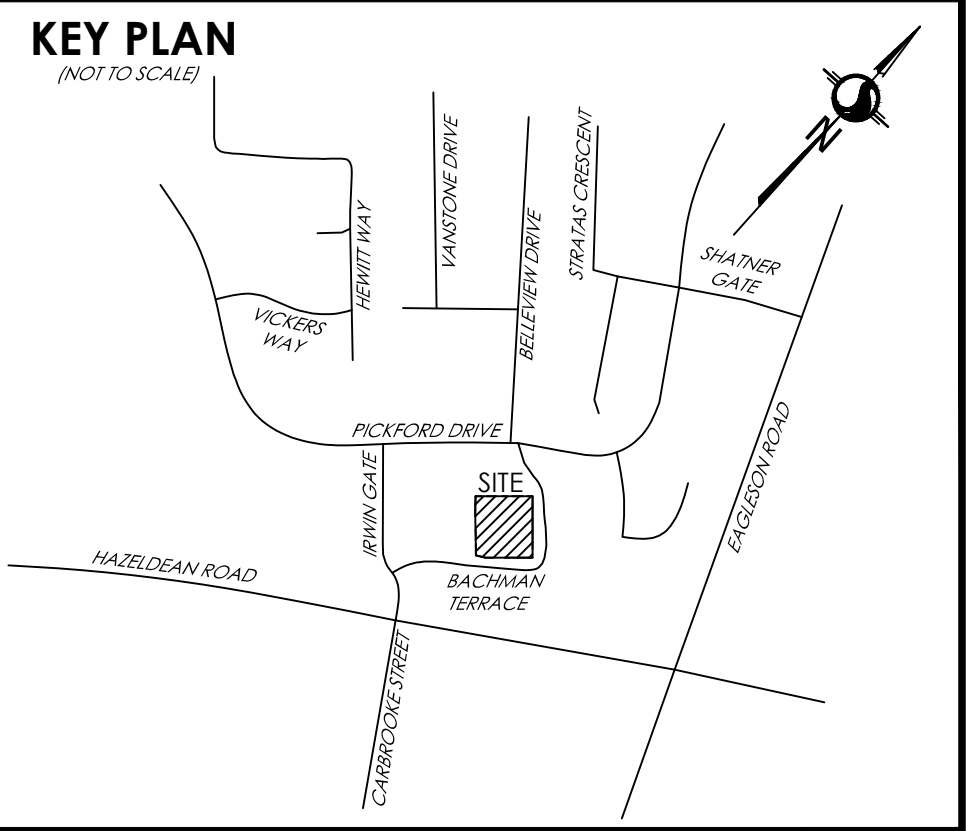 KEY PLAN
(NOT TO SCALE)
N
HEWITT WAY
VANSTONE DRIVE
BELLEVIEW DRIVE
STRATAS CRESCENT
SHATNER
GATE
VICKERS
WAY
PICKFORD DRIVE
IRWIN GATE
SITE
EAGLESON ROAD
HAZELDEAN ROAD
BACHMAN
TERRACE
CARBROOKE STREET